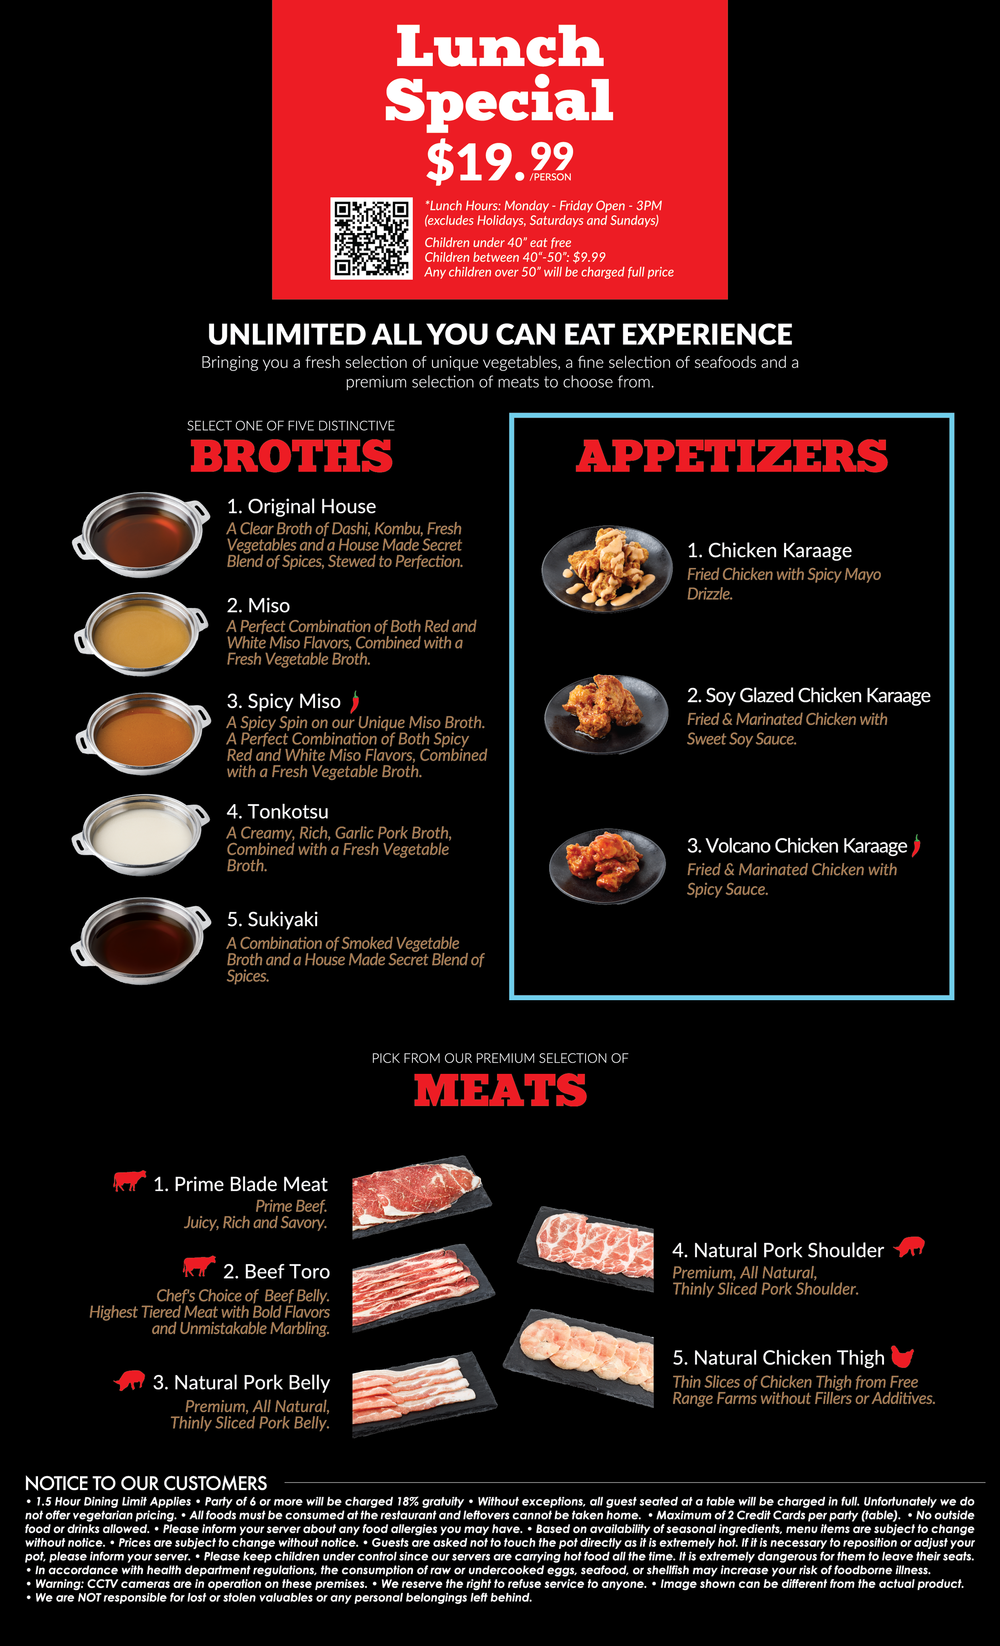 Lunch
Special
$19.99
/PERSON
*Lunch Hours: Monday - Friday Open - 3PM
(excludes Holidays, Saturdays and Sundays)
Children under 40” eat free
Children between 40“-50”: $9.99
Any children over 50” will be charged full price
UNLIMITED ALL YOU CAN EAT EXPERIENCE
Bringing you a fresh selection of unique vegetables, a fine selection of seafoods and a
premium selection of meats to choose from.
SELECT ONE OF FIVE DISTINCTIVE
BROTHS
1. Original House
A Clear Broth of Dashi, Kombu, Fresh
Vegetables and a House Made Secret
Blend of Spices, Stewed to Perfection.
2. Miso
A Perfect Combination of Both Red and
White Miso Flavors, Combined with a
Fresh Vegetable Broth.
3. Spicy Miso
A Spicy Spin on our Unique Miso Broth.
A Perfect Combination of Both Spicy
Red and White Miso Flavors, Combined
with a Fresh Vegetable Broth.
4. Tonkotsu
A Creamy, Rich, Garlic Pork Broth,
Combined with a Fresh Vegetable
Broth.
5. Sukiyaki
A Combination of Smoked Vegetable
Broth and a House Made Secret Blend of
Spices.
APPETIZERS
1. Chicken Karaage
Fried Chicken with Spicy Mayo
Drizzle.
2. Soy Glazed Chicken Karaage
Fried & Marinated Chicken with
Sweet Soy Sauce.
3. Volcano Chicken Karaage
Fried & Marinated Chicken with
Spicy Sauce.
PICK FROM OUR PREMIUM SELECTION OF
MEATS
1. Prime Blade Meat
Prime Beef.
Juicy, Rich and Savory.
2. Beef Toro
Chef's Choice of Beef Belly.
Highest Tiered Meat with Bold Flavors
and Unmistakable Marbling.
3. Natural Pork Belly
Premium, All Natural,
Thinly Sliced Pork Belly.
4. Natural Pork Shoulder
Premium, All Natural,
Thinly Sliced Pork Shoulder.
5. Natural Chicken Thigh
Thin Slices of Chicken Thigh from Free
Range Farms without Fillers or Additives.
NOTICE TO OUR CUSTOMERS
• 1.5 Hour Dining Limit Applies • Party of 6 or more will be charged 18% gratuity • Without exceptions, all guest seated at a table will be charged in full. Unfortunately we do
not offer vegetarian pricing. • All foods must be consumed at the restaurant and leftovers cannot be taken home. • Maximum of 2 Credit Cards per party (table). • No outside
food or drinks allowed. • Please inform your server about any food allergies you may have. • Based on availability of seasonal ingredients, menu items are subject to change
without notice. • Prices are subject to change without notice. • Guests are asked not to touch the pot directly as it is extremely hot. If it is necessary to reposition or adjust your
pot, please inform your server. • Please keep children under control since our servers are carrying hot food all the time. It is extremely dangerous for them to leave their seats.
• In accordance with health department regulations, the consumption of raw or undercooked eggs, seafood, or shellfish may increase your risk of foodborne illness.
• Warning: CCTV cameras are in operation on these premises. • We reserve the right to refuse service to anyone. • Image shown can be different from the actual product.
• We are NOT responsible for lost or stolen valuables or any personal belongings left behind.